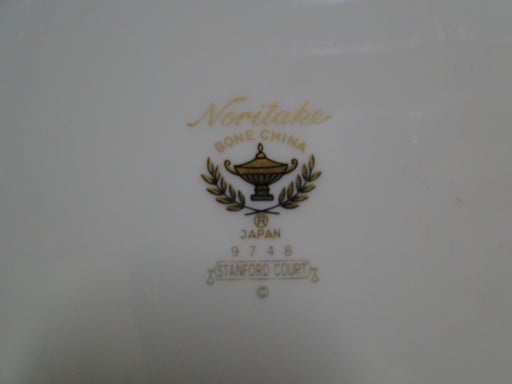 Noritake
BONE CHINA
®
JAPAN
9748
STANFORD COURT
©